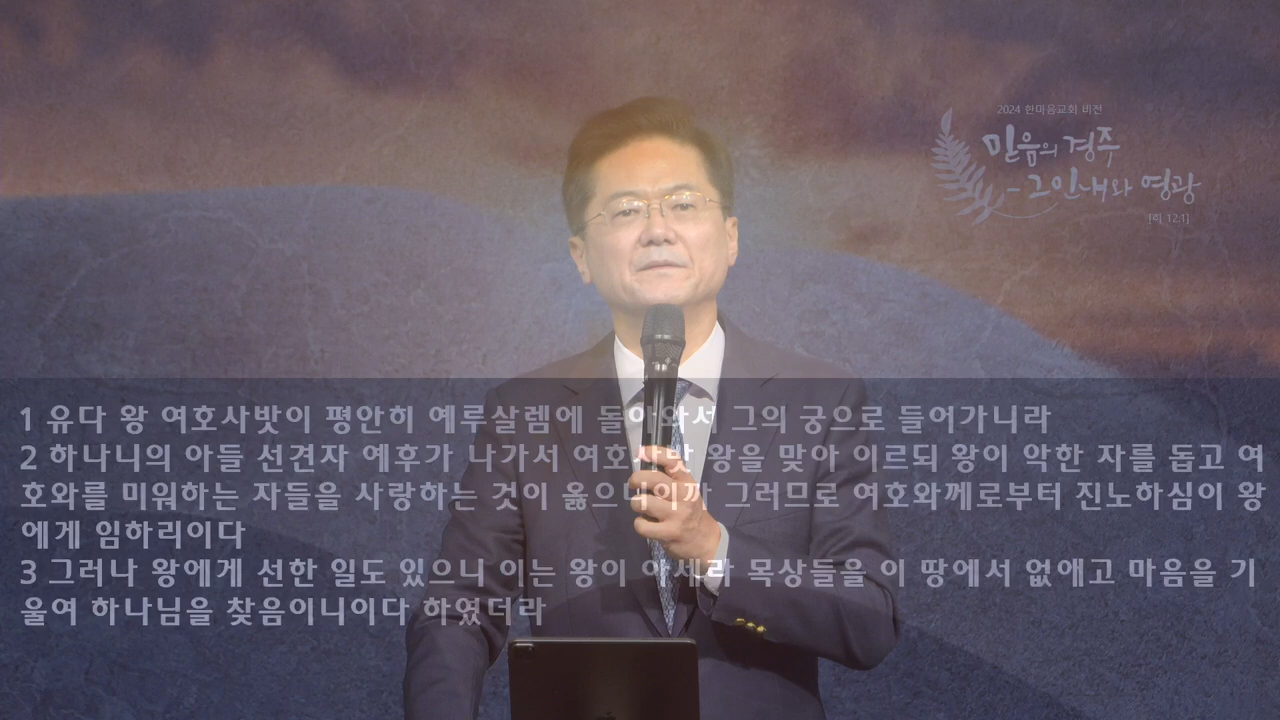 2024 한마음교회 비전
믿음의 경주
-그 인내와 영광
[히 12:1]
1 유다 왕 여호사밧이 평안히 예루살렘에 돌아와서 그의 궁으로 들어가니라
2 하나니의 아들 선견자 예후가 나가서 여호사밧 왕을 맞아 이르되 왕이 악한 자를 돕고 여
호와를 미워하는 자들을 사랑하는 것이 옳으니이까 그러므로 여호와께로부터 진노하심이 왕
에게 임하리이다
3 그러나 왕에게 선한 일도 있으니 이는 왕이 아세라 목상들을 이 땅에서 없애고 마음을 기
울여 하나님을 찾음이니이다 하였더라